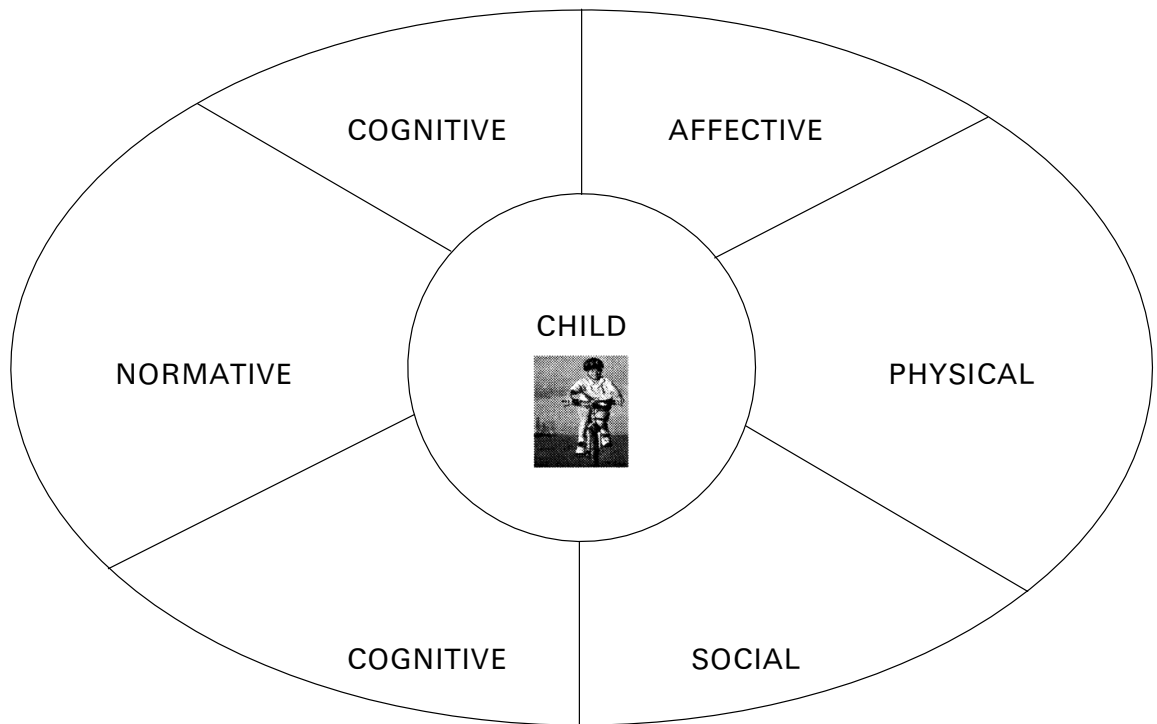 COGNITIVE
AFFECTIVE
CHILD
NORMATIVE
PHYSICAL
COGNITIVE
SOCIAL